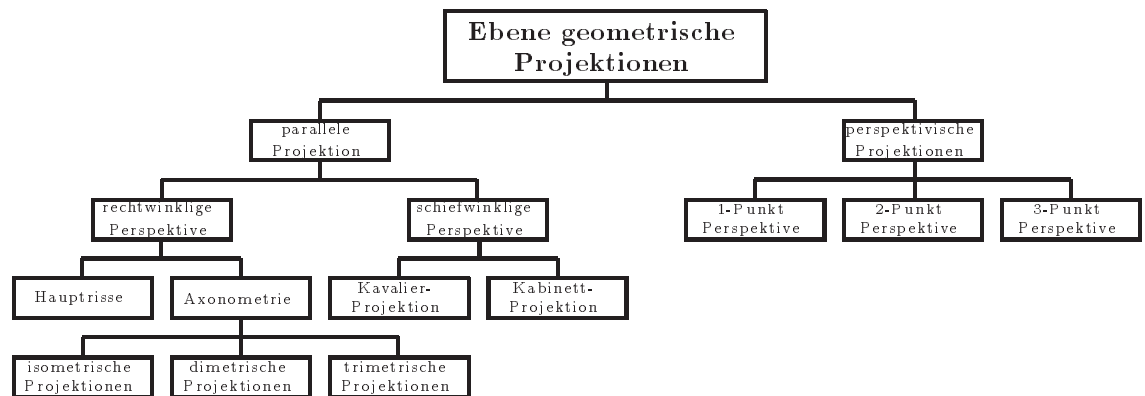 Ebene geometrische
Projektionen
parallele
Projektion
perspektivische
Projektionen
rechtwinklige
Perspektive
schiefwinklige
Perspektive
1-Punkt
Perspektive
2-Punkt
Perspektive
3-Punkt
Perspektive
Hauptrisse
Axonometrie
Kavalier-
Projektion
Kabinett-
Projektion
isometrische
Projektionen
dimetrische
Projektionen
trimetrische
Projektionen